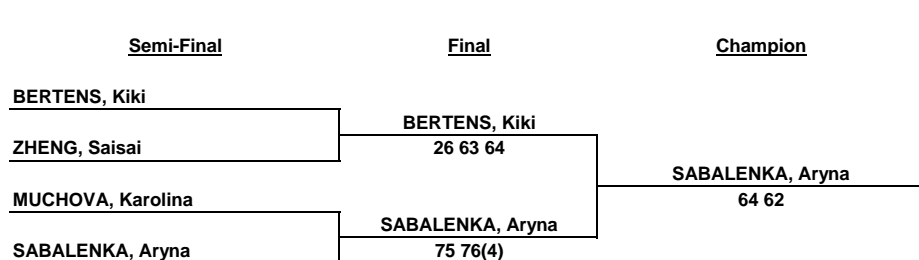 Semi-Final Final Champion
BERTENS, Kiki
BERTENS, Kiki
ZHENG, Saisai 26 63 64
SABALENKA, Aryna
MUCHOVA, Karolina 64 62
SABALENKA, Aryna
SABALENKA, Aryna 75 76(4)